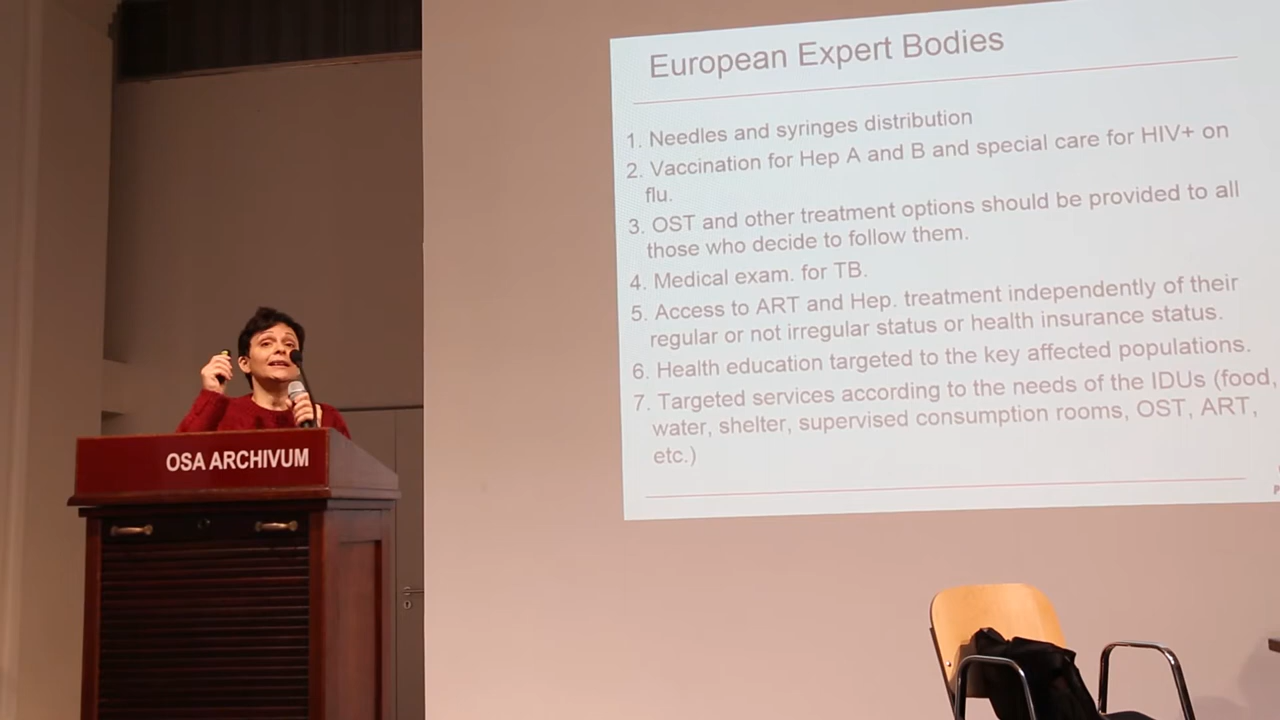 European Expert Bodies
1. Needles and syringes distribution
2. Vaccination for Hep A and B and special care for HIV+ on
flu.
3. OST and other treatment options should be provided to all
those who decide to follow them.
4. Medical exam. for TB.
5. Access to ART and Hep. treatment independently of their
regular or not irregular status or health insurance status.
6. Health education targeted to the key affected populations.
7. Targeted services according to the needs of the IDUs (food,
water, shelter, supervised consumption rooms, OST, ART,
etc.)
OSA ARCHIVUM